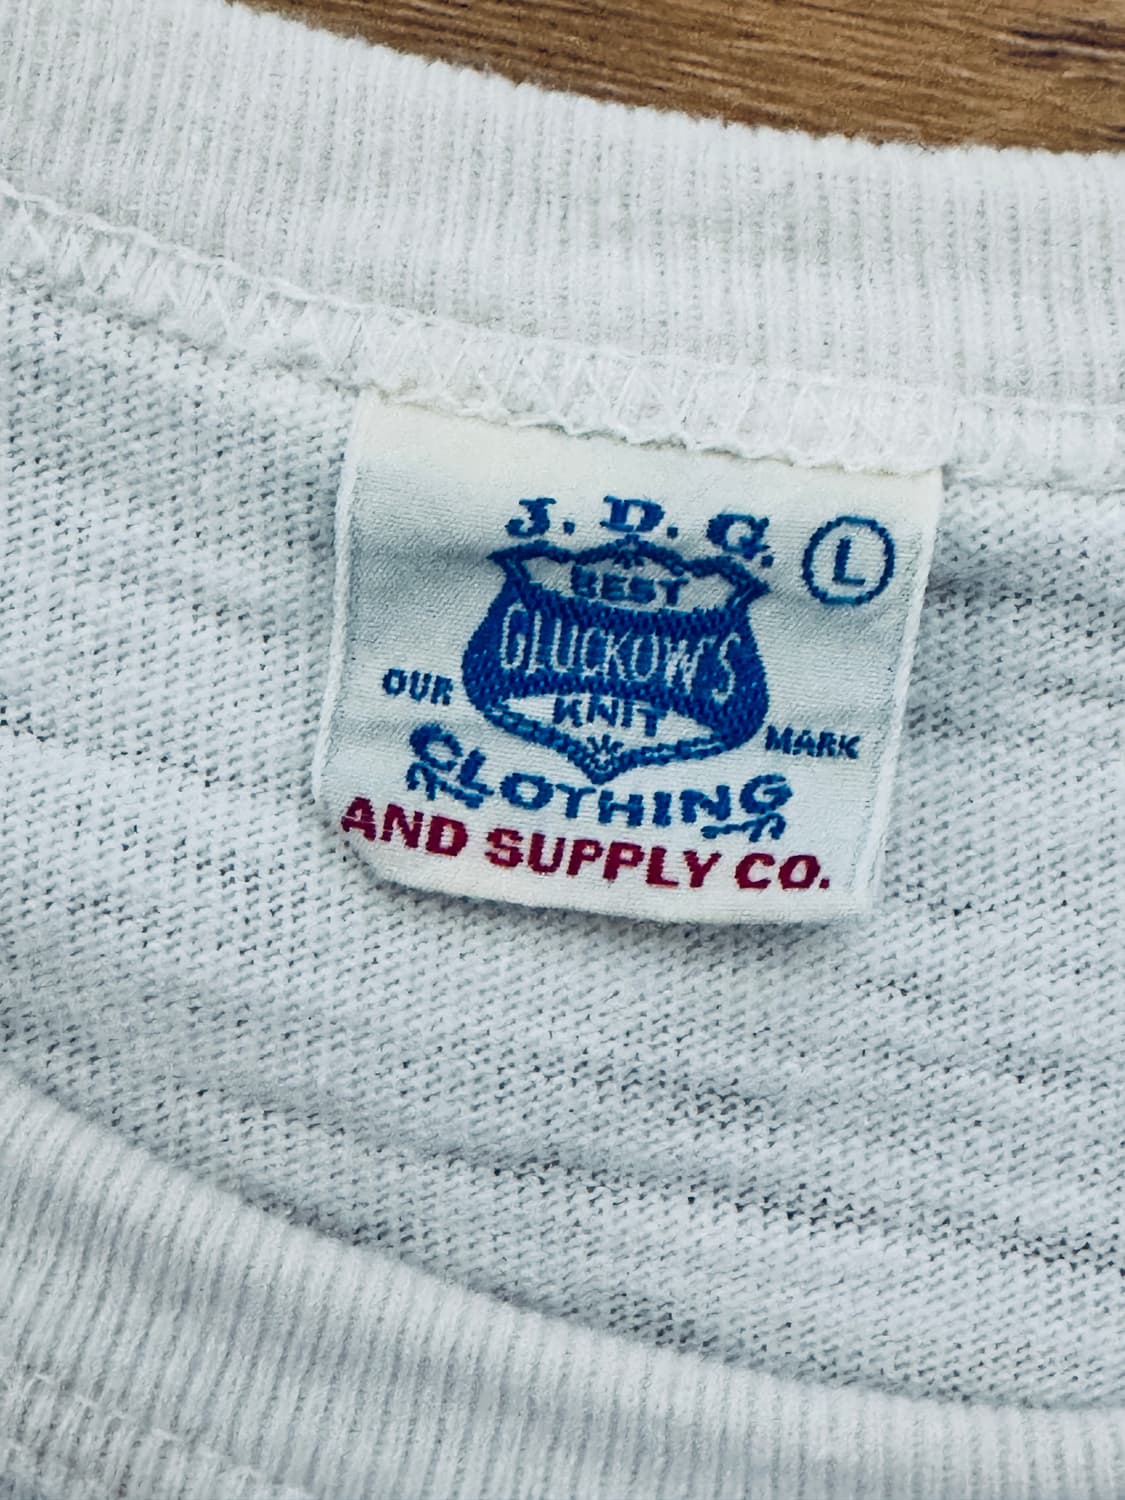 J. D. G. L
BEST
GLUCKOW'S
OUR KNIT MARK
CLOTHING
AND SUPPLY CO.